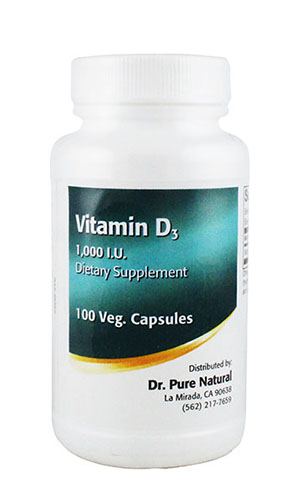 Vitamin D3
1,000 I.U.
Dietary Supplement
100 Veg. Capsules
Distributed by:
Dr. Pure Natural
La Mirada, CA 90638
(562) 217-7659